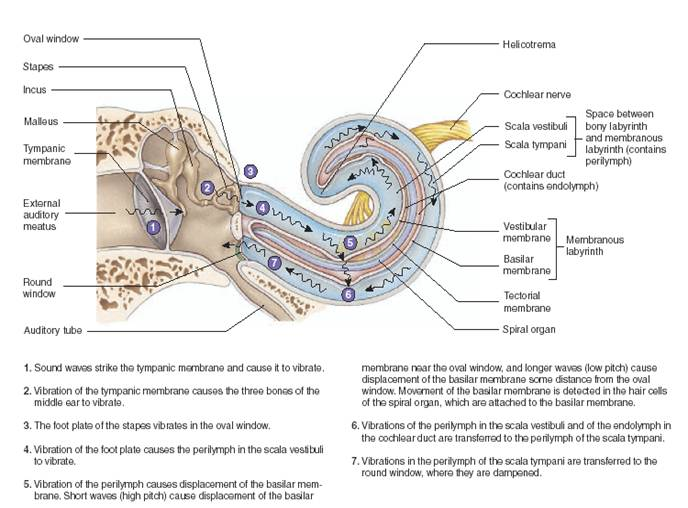 Oval window
Stapes
Incus
Malleus
Tympanic
membrane
External
auditory
meatus
Round
window
Auditory tube
Helicotrema
Cochlear nerve
Scala vestibuli
Scala tympani
Space between
bony labyrinth
and membranous
labyrinth (contains
perilymph)
Cochlear duct
(contains endolymph)
Vestibular
membrane
Basilar
membrane
Membranous
labyrinth
Tectorial
membrane
Spiral organ
1
2
3
4
5
6
7
1. Sound waves strike the tympanic membrane and cause it to vibrate.
2. Vibration of the tympanic membrane causes the three bones of the
middle ear to vibrate.
3. The foot plate of the stapes vibrates in the oval window.
4. Vibration of the foot plate causes the perilymph in the scala vestibuli
to vibrate.
5. Vibration of the perilymph causes displacement of the basilar mem-
brane. Short waves (high pitch) cause displacement of the basilar
membrane near the oval window, and longer waves (low pitch) cause
displacement of the basilar membrane some distance from the oval
window. Movement of the basilar membrane is detected in the hair cells
of the spiral organ, which are attached to the basilar membrane.
6. Vibrations of the perilymph in the scala vestibuli and of the endolymph in
the cochlear duct are transferred to the perilymph of the scala tympani.
7. Vibrations in the perilymph of the scala tympani are transferred to the
round window, where they are dampened.